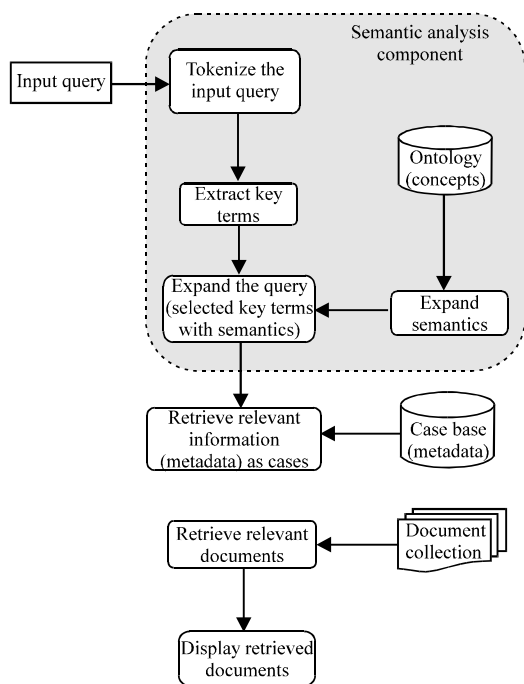 Semantic analysis
component
Input query
Tokenize the
input query
Ontology
(concepts)
Extract key
terms
Expand the query
(selected key terms
with semantics)
Expand
semantics
Retrieve relevant
information
(metadata) as cases
Case base
(metadata)
Retrieve relevant
documents
Document
collection
Display retrieved
documents